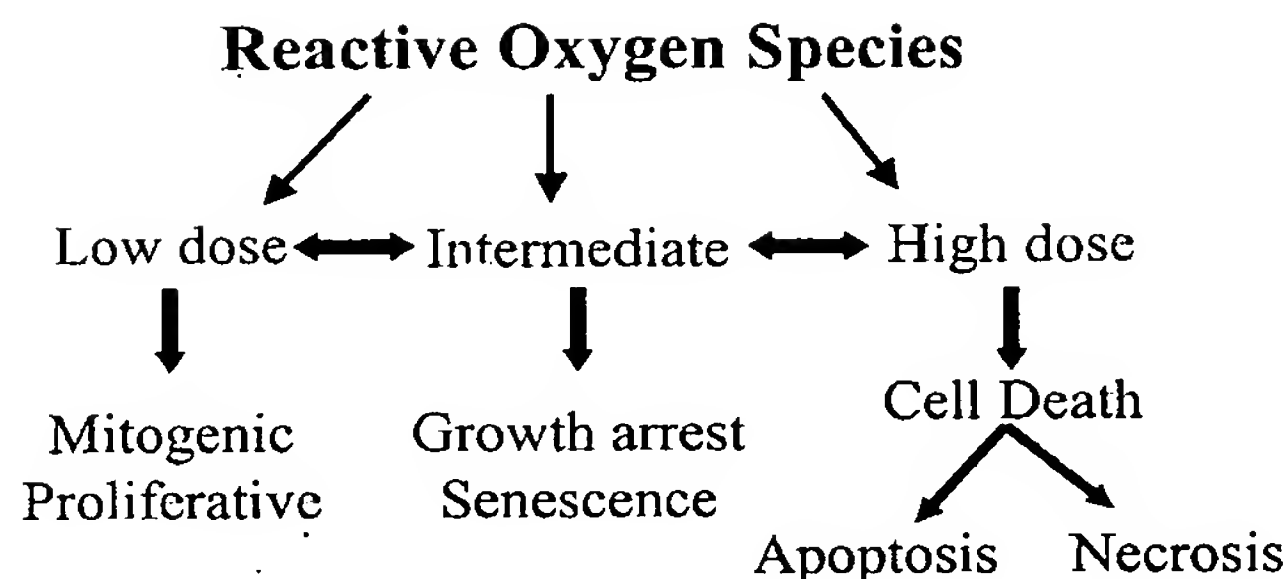 Reactive Oxygen Species
Low dose Intermediate High dose
Mitogenic
Proliferative
Growth arrest
Senescence
Cell Death
Apoptosis Necrosis